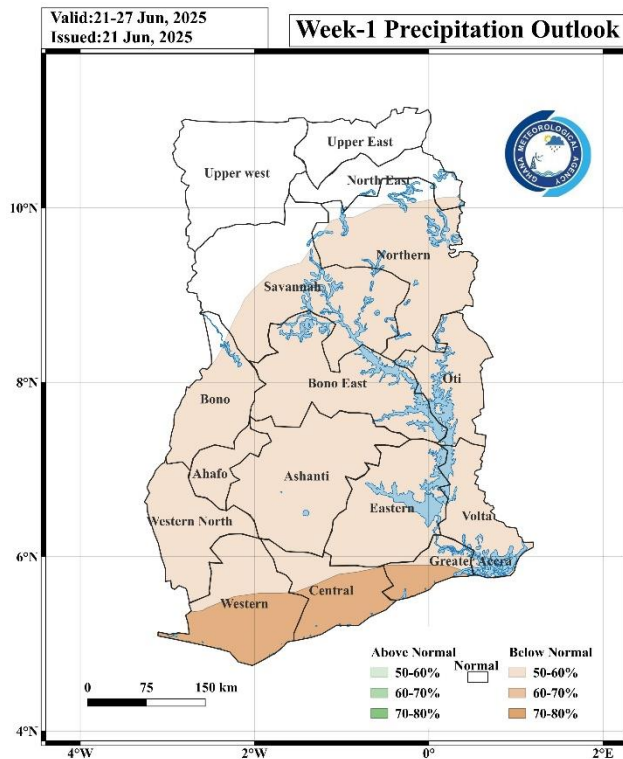 Valid:21-27 Jun, 2025
Issued:21 Jun, 2025
Week-1 Precipitation Outlook
GHANA METEOROLOGICAL AGENCY
Upper East
Upper west
North East
10°N
Northern
Savannah
8°N
Bono East
Oti
Bono
Ahafo
Ashanti
Western North
Eastern
Volta
6°N
Greater Accra
Central
Western
Above Normal
Normal
Below Normal
50-60%
50-60%
60-70%
60-70%
70-80%
70-80%
0
75
150 km
4°N
4°W
2°W
0°
2°E